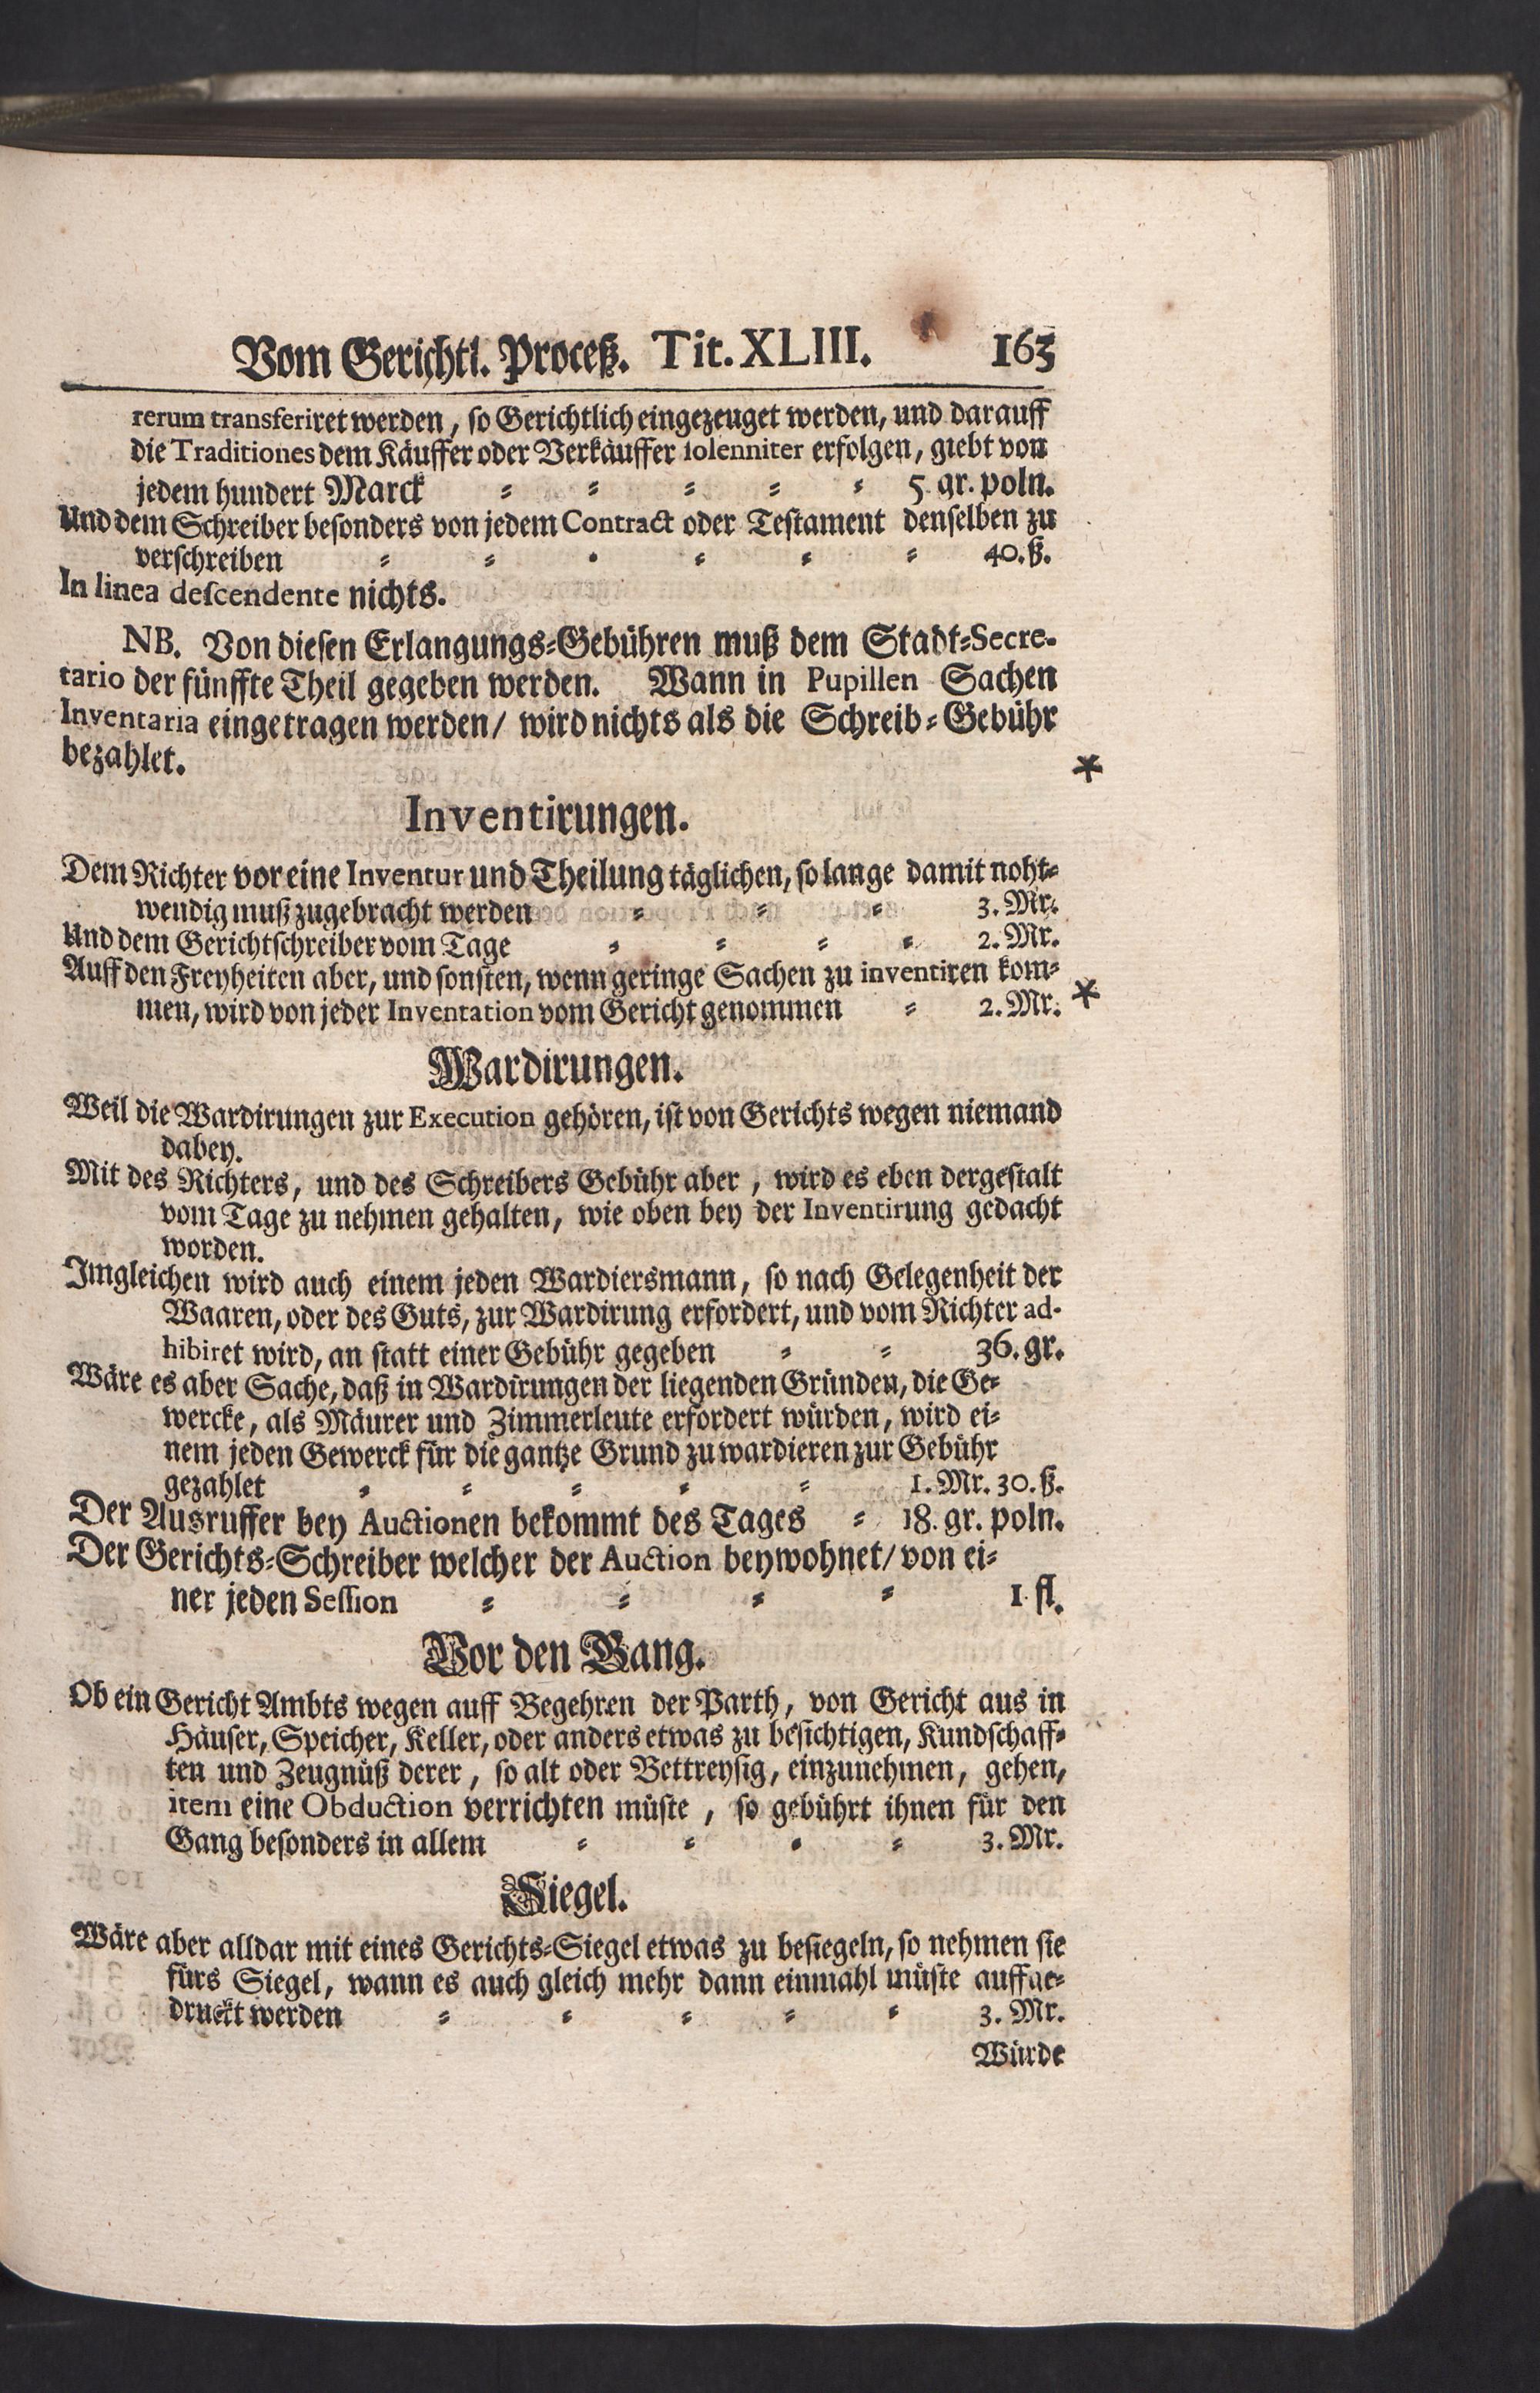 Vom Gerichtl. Proceß. Tit. XLIII. 163
rerum transferiret werden, so Gerichtlich eingezeuget werden, und darauff
die Traditiones dem Käuffer oder Verkäuffer solenniter erfolgen, giebt von
jedem hundert Marck ⸗ ⸗ ⸗ ⸗ ⸗ 5. gr. poln.
Und dem Schreiber besonders von jedem Contract oder Testament denselben zu
verschreiben ⸗ ⸗ ⸗ ⸗ ⸗ ⸗ 40. ß.
In linea descendente nichts.
NB. Von diesen Erlangungs⸗Gebühren muß dem Stadt⸗Secre-
tario der fünffte Theil gegeben werden. Wann in Pupillen Sachen
Inventaria eingetragen werden/ wird nichts als die Schreib⸗Gebühr
bezahlet. *
Inventirungen.
Dem Richter vor eine Inventur und Theilung täglichen, so lange damit noht⸗
wendig muß zugebracht werden ⸗ ⸗ ⸗ 3. Mr.
Und dem Gerichtschreiber vom Tage ⸗ ⸗ ⸗ ⸗ 2. Mr.
Auff den Freyheiten aber, und sonsten, wenn geringe Sachen zu inventiren kom⸗
men, wird von jeder Inventation vom Gericht genommen ⸗ 2. Mr. *
Wardirungen.
Weil die Wardirungen zur Execution gehören, ist von Gerichts wegen niemand
dabey.
Mit des Richters, und des Schreibers Gebühr aber, wird es eben dergestalt
vom Tage zu nehmen gehalten, wie oben bey der Inventirung gedacht
worden.
Imgleichen wird auch einem jeden Wardiersmann, so nach Gelegenheit der
Waaren, oder des Guts, zur Wardirung erfordert, und vom Richter ad-
hibiret wird, an statt einer Gebühr gegeben ⸗ ⸗ 36. gr.
Wäre es aber Sache, daß in Wardirungen der liegenden Gründen, die Ge⸗
wercke, als Mäurer und Zimmerleute erfordert würden, wird ei⸗
nem jeden Gewerck für die gantze Grund zu wardieren zur Gebühr
gezahlet ⸗ ⸗ ⸗ ⸗ ⸗ 1. Mr. 30. ß.
Der Ausruffer bey Auctionen bekommt des Tages ⸗ 18. gr. poln.
Der Gerichts⸗Schreiber welcher der Auction beywohnet/ von ei⸗
ner jeden Session ⸗ ⸗ ⸗ ⸗ 1 fl.
Vor den Gang.
Ob ein Gericht Ambts wegen auff Begehren der Parth, von Gericht aus in
Häuser, Speicher, Keller, oder anders etwas zu besichtigen, Kundschaff⸗
ten und Zeugnüß derer, so alt oder Bettreysig, einzunehmen, gehen,
item eine Obduction verrichten müste, so gebührt ihnen für den
Gang besonders in allem ⸗ ⸗ ⸗ ⸗ 3. Mr.
Siegel.
Wäre aber alldar mit eines Gerichts⸗Siegel etwas zu besiegeln, so nehmen sie
fürs Siegel, wann es auch gleich mehr dann einmahl müste auffge⸗
druckt werden ⸗ ⸗ ⸗ ⸗ ⸗ 3. Mr.
Würde